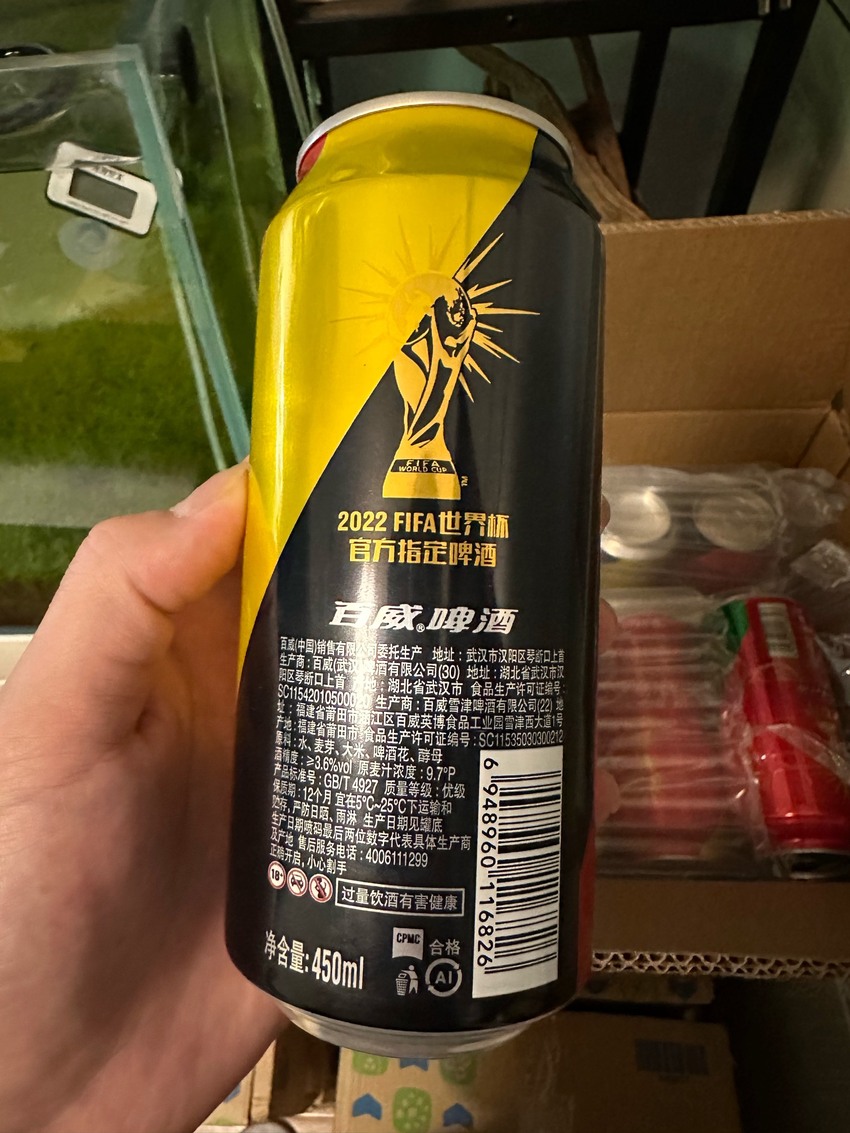 FIFA
WORLD CUP
TM
2022 FIFA世界杯
官方指定啤酒
百威®啤酒
百威(中国)销售有限公司委托生产 地址：武汉市汉阳区琴断口上首
生产商：百威(武汉)啤酒有限公司(30) 地址：湖北省武汉市汉
阳区琴断口上首 产地：湖北省武汉市 食品生产许可证编号：
SC1154201050002 生产商：百威雪津啤酒有限公司(22) 地
址：福建省莆田市涵江区百威英博食品工业园雪津西大道1号
产地：福建省莆田市 食品生产许可证编号：SC11535030300212
原料：水、麦芽、大米、啤酒花、酵母
酒精度：≥3.6%vol 原麦汁浓度：9.7°P
产品标准号：GB/T 4927 质量等级：优级
保质期：12个月 宜在5°C~25°C下运输和
贮存，严防日晒、雨淋 生产日期见罐底
生产日期喷码最后两位数字代表具体生产商
及产地 售后服务电话：4006111299
正确开启，小心割手
18+
过量饮酒有害健康
净含量：450ml
CPMC
合格
Al
6 948960 116826